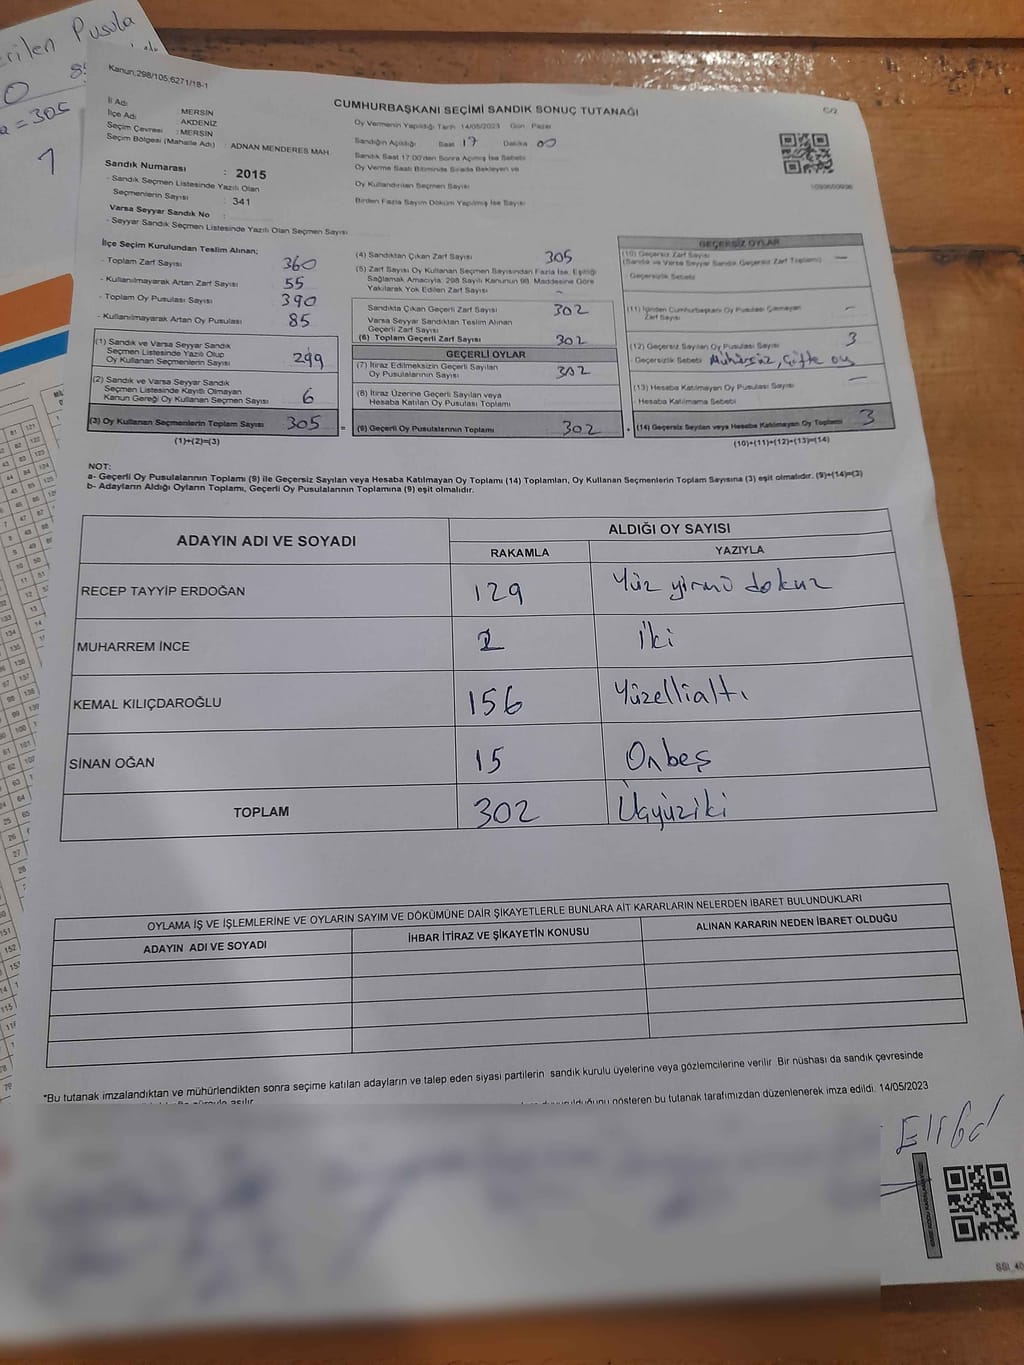 Pusula
= 305
1
Kanun:298/105,6271/18-1
CUMHURBAŞKANI SEÇİMİ SANDIK SONUÇ TUTANAĞI
C/2
İl Adı : MERSİN
İlçe Adı : AKDENİZ
Seçim Çevresi : MERSİN
Seçim Bölgesi (Mahalle Adı) : ADNAN MENDERES MAH.
Sandık Numarası : 2015
- Sandık Seçmen Listesinde Yazılı Olan
Seçmenlerin Sayısı : 341
Varsa Seyyar Sandık No :
- Seyyar Sandık Seçmen Listesinde Yazılı Olan Seçmen Sayısı
Oy Vermenin Yapıldığı Tarih 14/05/2023 Gün Pazar
Sandığın Açıldığı Saat 17 Dakika 00
Sandık Saat 17.00'den Sonra Açılmış İse Sebebi
Oy Verme Saati Bitiminde Sırada Bekleyen ve
Oy Kullandırılan Seçmen Sayısı
Birden Fazla Sayım Döküm Yapılmış İse Sayısı
İlçe Seçim Kurulundan Teslim Alınan;
- Toplam Zarf Sayısı 360
- Kullanılmayarak Artan Zarf Sayısı 55
- Toplam Oy Pusulası Sayısı 390
- Kullanılmayarak Artan Oy Pusulası 85
(1) Sandık ve Varsa Seyyar Sandık
Seçmen Listesinde Yazılı Olup
Oy Kullanan Seçmenlerin Sayısı 299
(2) Sandık ve Varsa Seyyar Sandık
Seçmen Listesinde Kayıtlı Olmayan
Kanun Gereği Oy Kullanan Seçmen Sayısı 6
(3) Oy Kullanan Seçmenlerin Toplam Sayısı 305
(1)+(2)=(3)
(4) Sandıktan Çıkan Zarf Sayısı 305
(5) Zarf Sayısı Oy Kullanan Seçmen Sayısından Fazla İse, Eşitliği
Sağlamak Amacıyla; 298 Sayılı Kanunun 98. Maddesine Göre
Yakılarak Yok Edilen Zarf Sayısı -
Sandıkta Çıkan Geçerli Zarf Sayısı 302
Varsa Seyyar Sandıktan Teslim Alınan
Geçerli Zarf Sayısı
(6) Toplam Geçerli Zarf Sayısı 302
GEÇERLİ OYLAR
(7) İtiraz Edilmeksizin Geçerli Sayılan
Oy Pusulalarının Sayısı 302
(8) İtiraz Üzerine Geçerli Sayılan veya
Hesaba Katılan Oy Pusulası Toplamı
= (9) Geçerli Oy Pusulalarının Toplamı 302
GEÇERSİZ OYLAR
(10) Geçersiz Zarf Sayısı
(Sandık ve Varsa Seyyar Sandık Geçersiz Zarf Toplamı) -
- Geçersizlik Sebebi
(11) İçinden Cumhurbaşkanı Oy Pusulası Çıkmayan
Zarf Sayısı -
(12) Geçersiz Sayılan Oy Pusulası Sayısı 3
- Geçersizlik Sebebi Mühürsüz, Çifte oy
(13) Hesaba Katılmayan Oy Pusulası Sayısı -
- Hesaba Katılmama Sebebi
+ (14) Geçersiz Sayılan veya Hesaba Katılmayan Oy Toplamı 3
(10)+(11)+(12)+(13)=(14)
NOT:
a- Geçerli Oy Pusulalarının Toplamı (9) ile Geçersiz Sayılan veya Hesaba Katılmayan Oy Toplamı (14) Toplamları, Oy Kullanan Seçmenlerin Toplam Sayısına (3) eşit olmalıdır. (9)+(14)=(3)
b- Adayların Aldığı Oyların Toplamı, Geçerli Oy Pusulalarının Toplamına (9) eşit olmalıdır.
ADAYIN ADI VE SOYADI
ALDIĞI OY SAYISI
RAKAMLA YAZIYLA
RECEP TAYYİP ERDOĞAN 129 Yüz yirmi dokuz
MUHARREM İNCE 2 İki
KEMAL KILIÇDAROĞLU 156 Yüzellialtı
SİNAN OĞAN 15 Onbeş
TOPLAM 302 Üçyüziki
OYLAMA İŞ VE İŞLEMLERİNE VE OYLARIN SAYIM VE DÖKÜMÜNE DAİR ŞİKAYETLERLE BUNLARA AİT KARARLARIN NELERDEN İBARET BULUNDUKLARI
ADAYIN ADI VE SOYADI İHBAR İTİRAZ VE ŞİKAYETİN KONUSU ALINAN KARARIN NEDEN İBARET OLDUĞU
*Bu tutanak imzalandıktan ve mühürlendikten sonra seçime katılan adayların ve talep eden siyasi partilerin sandık kurulu üyelerine veya gözlemcilerine verilir Bir nüshası da sandık çevresinde
gösteren bu tutanak tarafımızdan düzenlenerek imza edildi. 14/05/2023